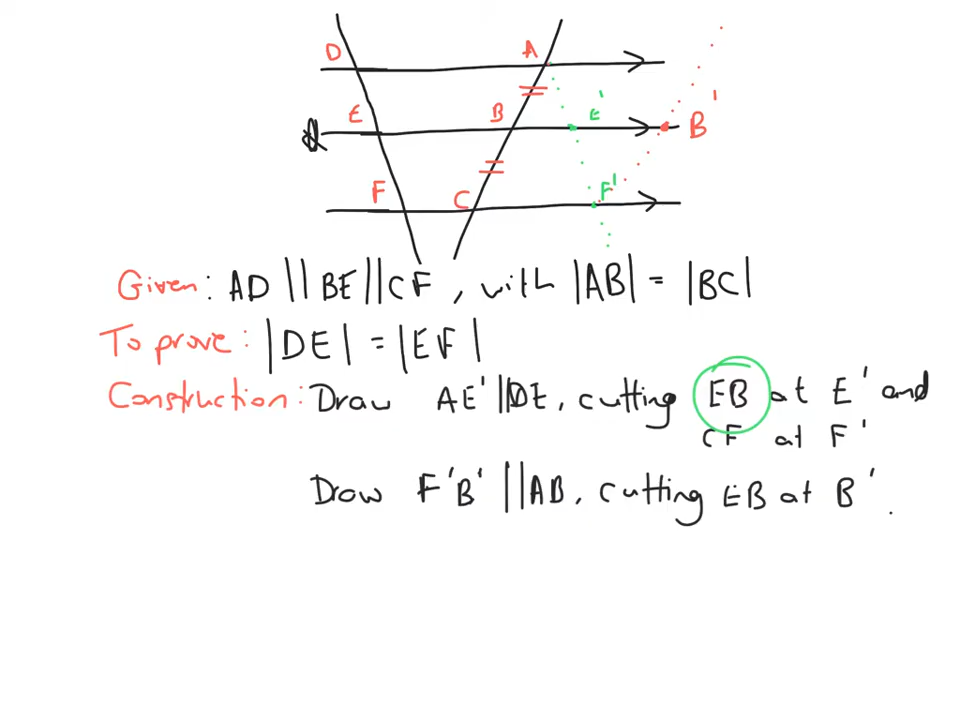 D A
E B E' B'
F C F'
Given: AD || BE || CF, with |AB| = |BC|
To prove: |DE| = |EF|
Construction: Draw AE' || DE, cutting EB at E' and
CF at F'
Draw F'B' || AB, cutting EB at B'.